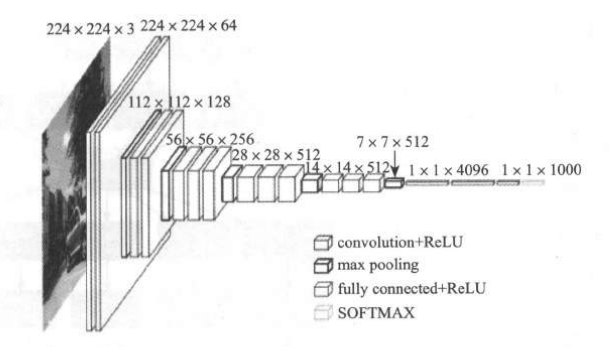 224 × 224 × 3
224 × 224 × 64
112 × 112 × 128
56 × 56 × 256
28 × 28 × 512
14 × 14 × 512
7 × 7 × 512
1 × 1 × 4096
1 × 1 × 1000
convolution+ReLU
max pooling
fully connected+ReLU
SOFTMAX